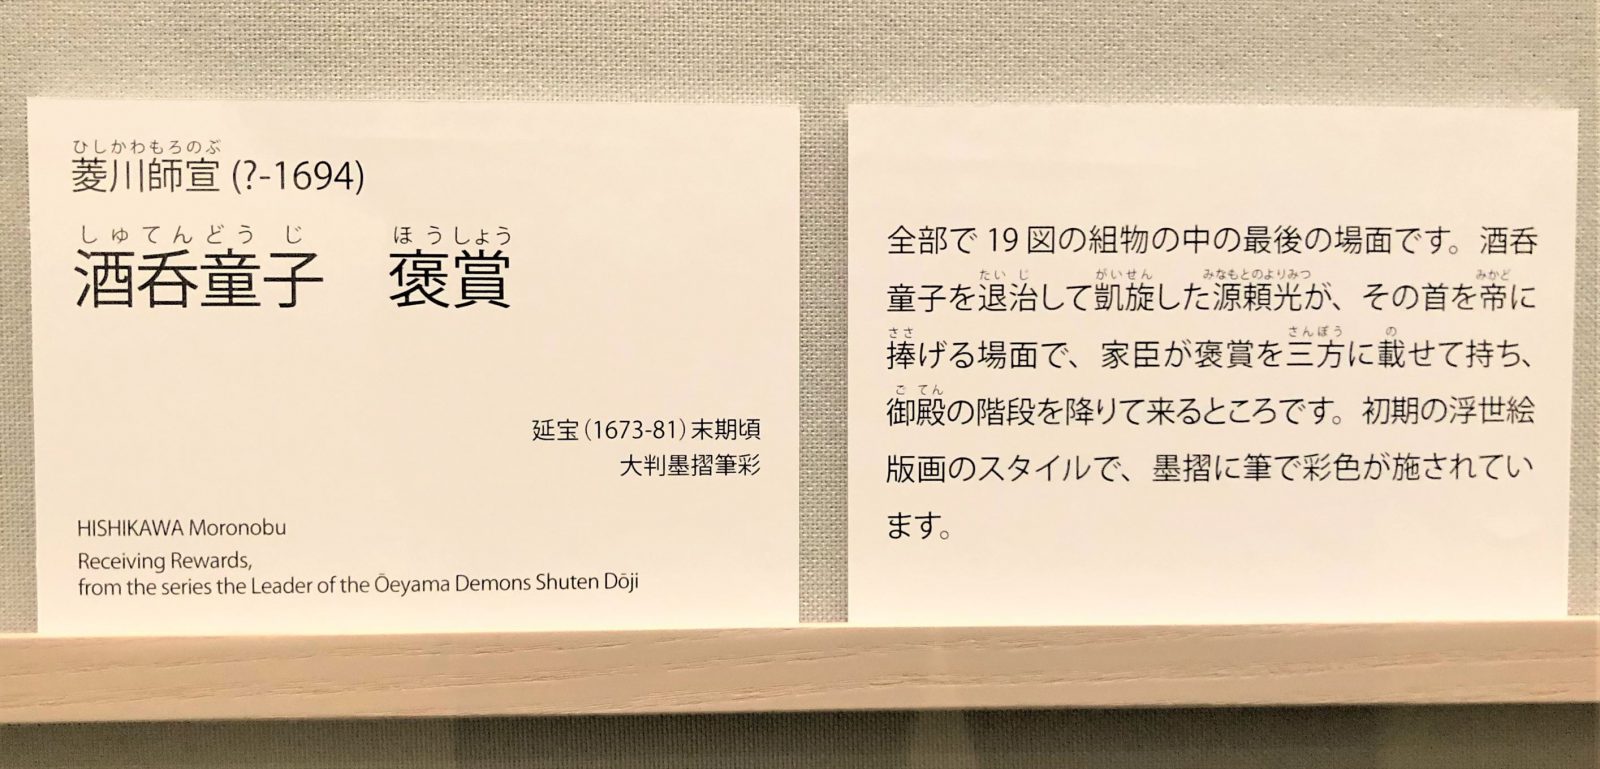 ひしかわもろのぶ
菱川師宣 (?-1694)
しゅてんどうじ ほうしょう
酒呑童子 褒賞
延宝(1673-81)末期頃
大判墨摺筆彩
HISHIKAWA Moronobu
Receiving Rewards,
from the series the Leader of the Ōeyama Demons Shuten Dōji
全部で 19 図の組物の中の最後の場面です。酒呑
たいじ がいせん みなもとのよりみつ みかど
童子を退治して凱旋した源頼光が、その首を帝に
ささ さんぼう の
捧げる場面で、家臣が褒賞を三方に載せて持ち、
ごてん
御殿の階段を降りて来るところです。初期の浮世絵
版画のスタイルで、墨摺に筆で彩色が施されてい
ます。